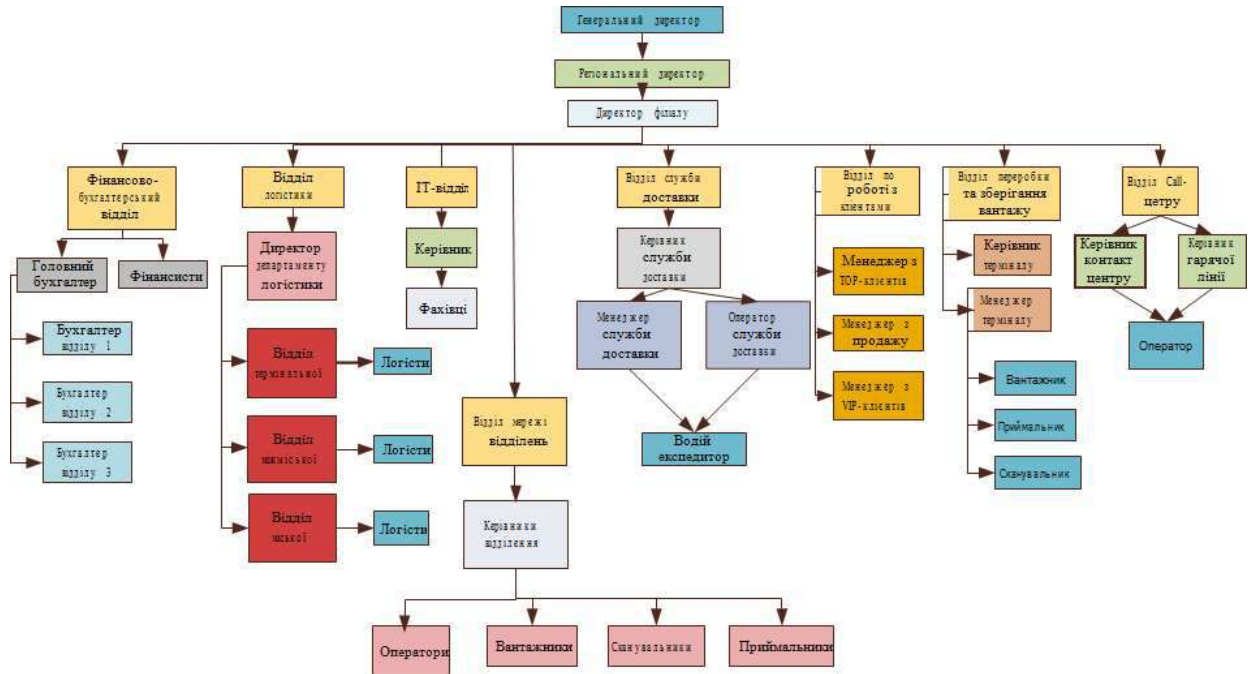 Генеральний директор
Регіональний директор
Директор філіалу
Фінансово-
бухгалтерський
відділ
Відділ
логістики
ІТ-відділ
Відділ служби
доставки
Відділ по
роботі з
клієнтами
Відділ переробки
та зберігання
вантажу
Відділ Call-
цетру
Головний
бухгалтер
Фінансисти
Директор
департаменту
логістики
Керівник
Керівник
служби
доставки
Керівник
терміналу
Керівник
контакт
центру
Керівник
гарячої
лінії
Фахівці
Менеджер з
TOP-клієнтів
Менеджер
терміналу
Бухгалтер
відділу 1
Відділ
термінальної
Логісти
Менеджер
служби
доставки
Оператор
служби
доставки
Менеджер з
продажу
Оператор
Бухгалтер
відділу 2
Менеджер з
VIP-клієнтів
Вантажник
Відділ мережі
відділень
Приймальник
Бухгалтер
відділу 3
Відділ
міжміської
Логісти
Водій
експедитор
Сканувальник
Відділ
міської
Логісти
Керівники
відділення
Оператори
Вантажники
Сканувальники
Приймальники